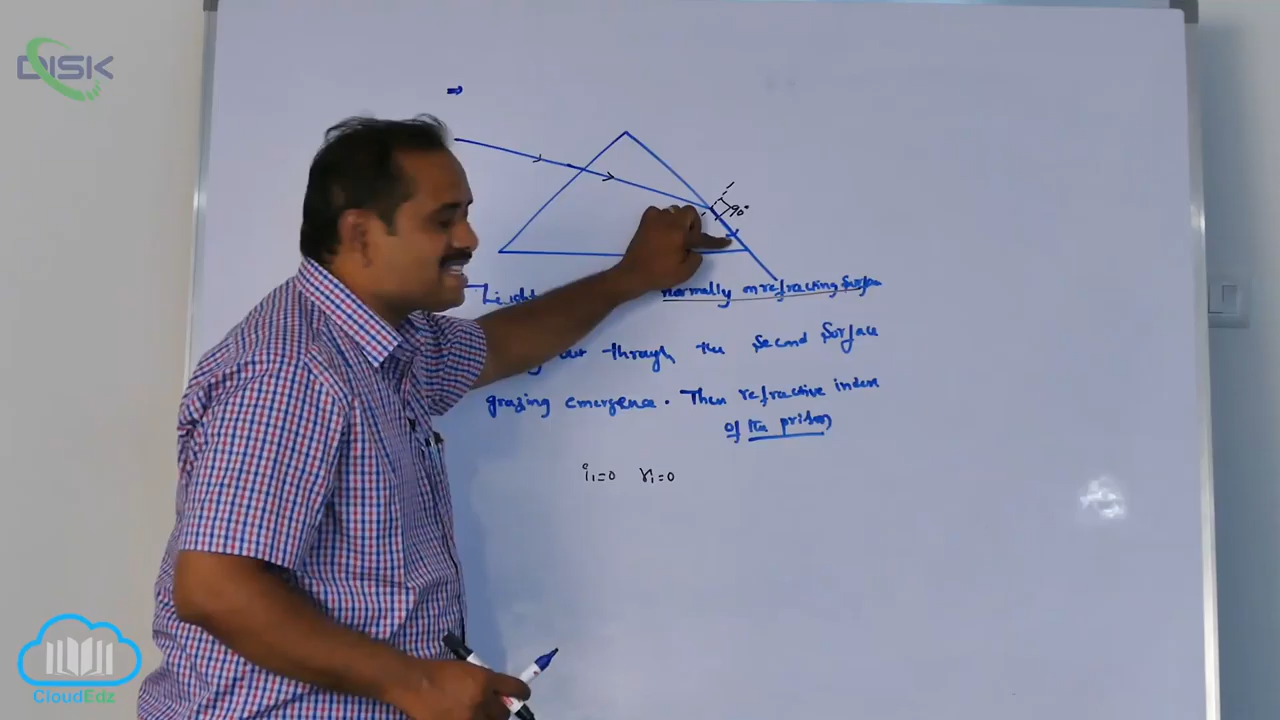 DISK
⇒
90°
Light normally on refracting Surface
out through the Second Surface
grazing emergence. Then refractive index
of the prism
i₁=0 r₁=0
CloudEdz